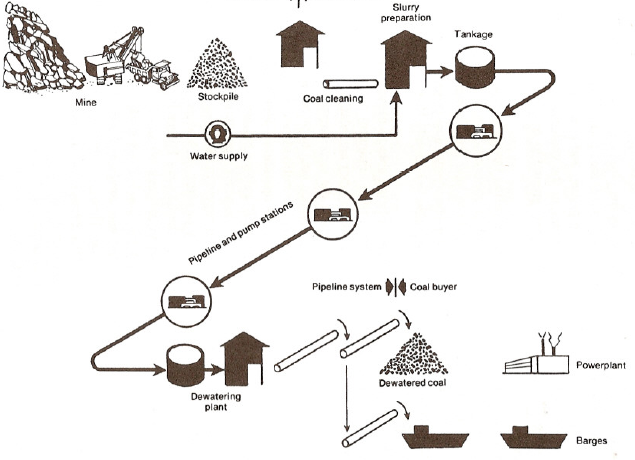 Slurry
preparation
Tankage
Mine
Stockpile
Coal cleaning
Water supply
Pipeline and pump stations
Pipeline system
Coal buyer
Dewatering
plant
Dewatered coal
Powerplant
Barges